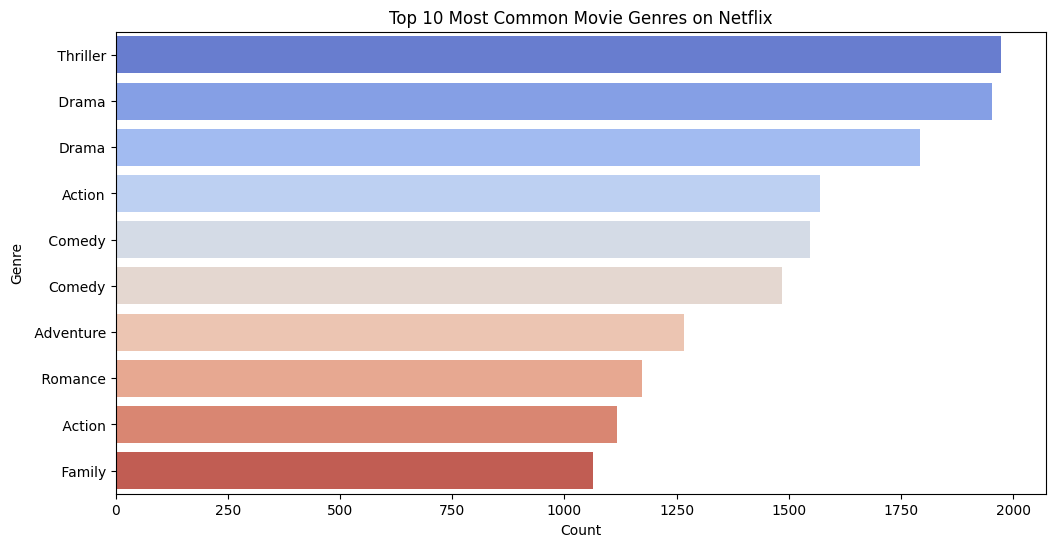 Top 10 Most Common Movie Genres on Netflix
Thriller
Drama
Drama
Action
Comedy
Comedy
Adventure
Romance
Action
Family
Genre
0 250 500 750 1000 1250 1500 1750 2000
Count